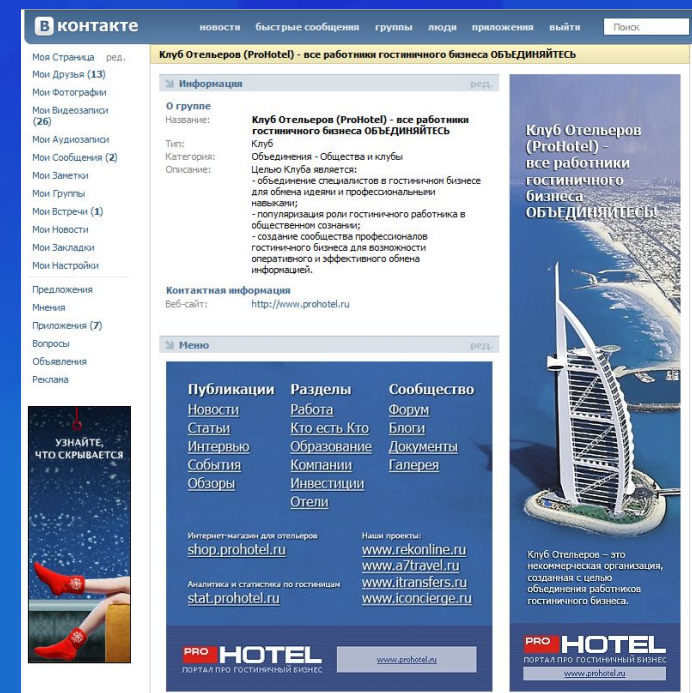 В контакте
новости быстрые сообщения группы люди приложения выйти Поиск
Моя Страница ред.
Мои Друзья (13)
Мои Фотографии
Мои Видеозаписи
(26)
Мои Аудиозаписи
Мои Сообщения (2)
Мои Заметки
Мои Группы
Мои Встречи (1)
Мои Новости
Мои Закладки
Мои Настройки
Предложения
Мнения
Приложения (7)
Вопросы
Объявления
Реклама
УЗНАЙТЕ,
ЧТО СКРЫВАЕТСЯ
Клуб Отельеров (ProHotel) - все работники гостиничного бизнеса ОБЪЕДИНЯЙТЕСЬ
Информация ред.
О группе
Название: Клуб Отельеров (ProHotel) - все работники
гостиничного бизнеса ОБЪЕДИНЯЙТЕСЬ
Тип: Клуб
Категория: Объединения - Общества и клубы
Описание: Целью Клуба является:
- объединение специалистов в гостиничном бизнесе
для обмена идеями и профессиональными
навыками;
- популяризация роли гостиничного работника в
общественном сознании;
- создание сообщества профессионалов
гостиничного бизнеса для возможности
оперативного и эффективного обмена
информацией.
Контактная информация
Веб-сайт: http://www.prohotel.ru
Меню ред.
Публикации Разделы Сообщество
Новости Работа Форум
Статьи Кто есть Кто Блоги
Интервью Образование Документы
События Компании Галерея
Обзоры Инвестиции
Отели
Интернет-магазин для отельеров Наши проекты:
shop.prohotel.ru www.rekonline.ru
www.a7travel.ru
Аналитика и статистика по гостиницам www.itransfers.ru
stat.prohotel.ru www.iconcierge.ru
PRO HOTEL
ПОРТАЛ ПРО ГОСТИНИЧНЫЙ БИЗНЕС
www.prohotel.ru
Клуб Отельеров
(ProHotel) -
все работники
гостиничного
бизнеса
ОБЪЕДИНЯЙТЕСЬ!
Клуб Отельеров – это
некоммерческая организация,
созданная с целью
объединения работников
гостиничного бизнеса.
PRO HOTEL
ПОРТАЛ ПРО ГОСТИНИЧНЫЙ БИЗНЕС
www.prohotel.ru